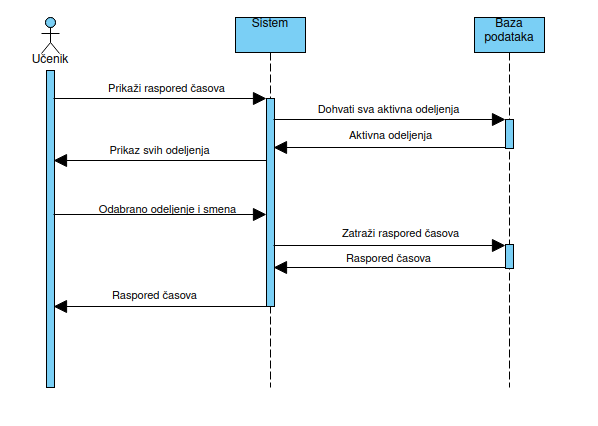 Sistem
Baza
podataka
Učenik
Prikaži raspored časova
Dohvati sva aktivna odeljenja
Aktivna odeljenja
Prikaz svih odeljenja
Odabrano odeljenje i smena
Zatraži raspored časova
Raspored časova
Raspored časova